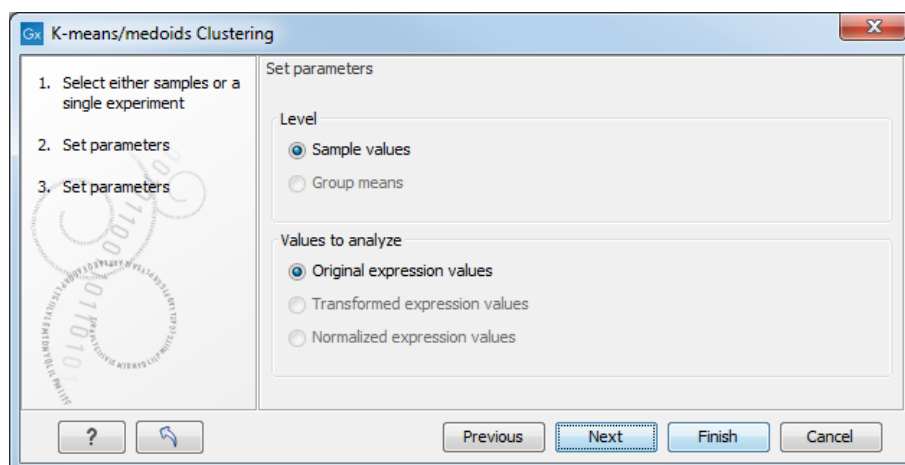 Gx K-means/medoids Clustering
X
1. Select either samples or a
single experiment
2. Set parameters
3. Set parameters
Set parameters
Level
Sample values
Group means
Values to analyze
Original expression values
Transformed expression values
Normalized expression values
?
Previous
Next
Finish
Cancel